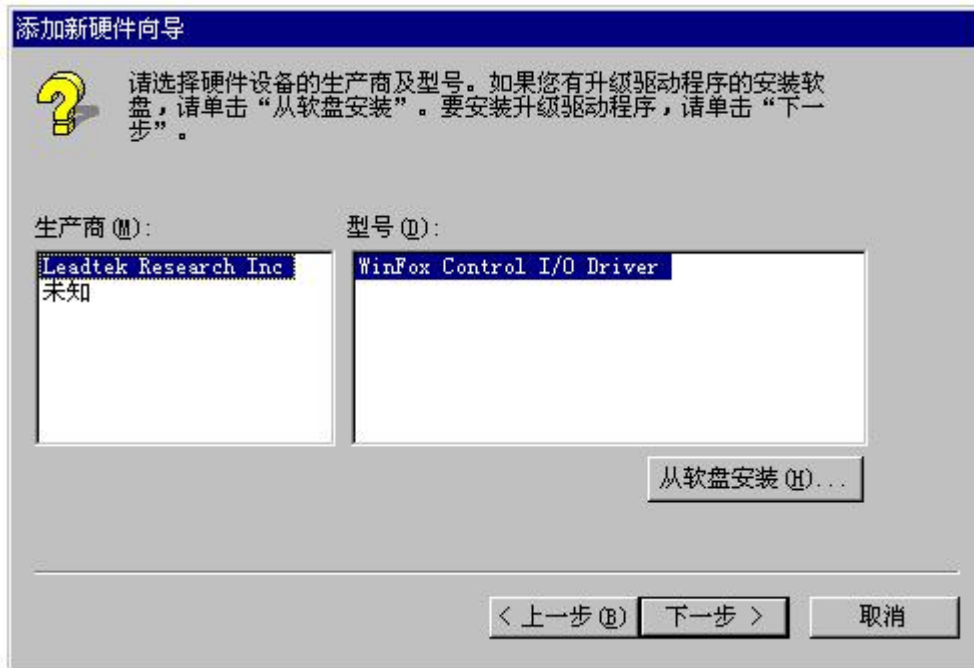 添加新硬件向导
请选择硬件设备的生产商及型号。如果您有升级驱动程序的安装软
盘，请单击“从软盘安装”。要安装升级驱动程序，请单击“下一
步”。
生产商(M):
型号(D):
Leadtek Research Inc
WinFox Control I/O Driver
未知
从软盘安装(H)...
< 上一步(B)
下一步 >
取消